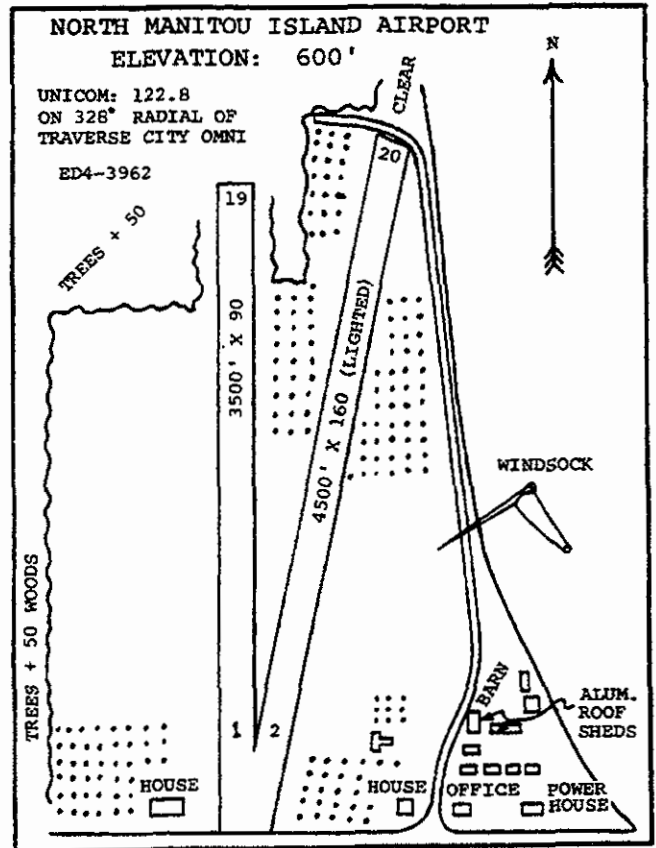 NORTH MANITOU ISLAND AIRPORT
ELEVATION: 600'
UNICOM: 122.8
ON 328° RADIAL OF
TRAVERSE CITY OMNI
ED4-3962
N
CLEAR
20
19
TREES + 50
3500' X 90
4500' X 160 (LIGHTED)
WINDSOCK
TREES + 50 WOODS
1
2
BARN
ALUM.
ROOF
SHEDS
HOUSE
HOUSE
OFFICE
POWER
HOUSE